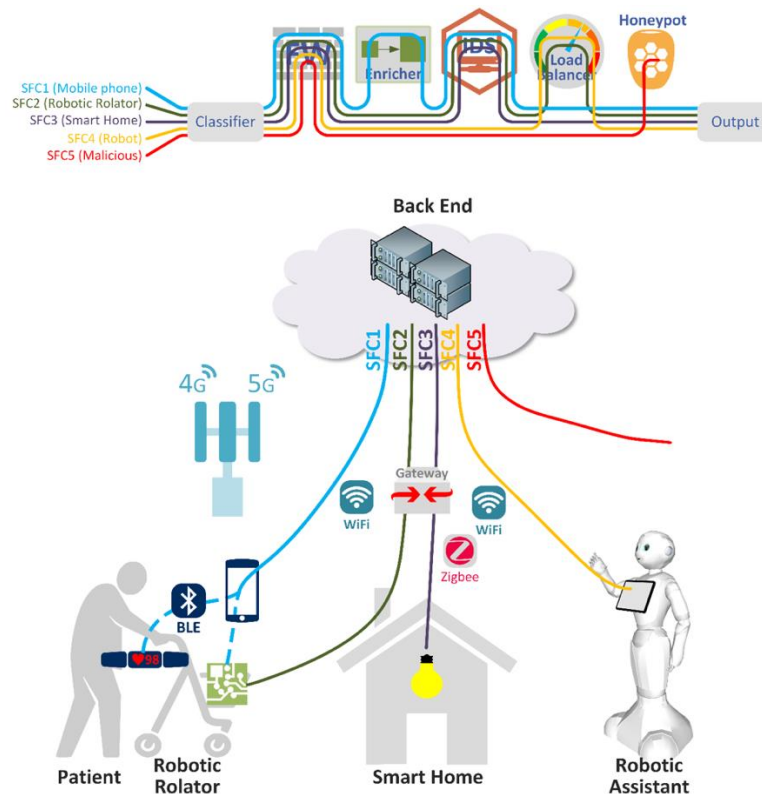 Honeypot
FW
IDS
Enricher
Load
Balancer
SFC1 (Mobile phone)
SFC2 (Robotic Rolator)
SFC3 (Smart Home)
SFC4 (Robot)
SFC5 (Malicious)
Classifier
Output
Back End
SFC1
SFC2
SFC3
SFC4
SFC5
4G
5G
Gateway
WiFi
WiFi
Zigbee
BLE
98
Patient
Robotic
Rolator
Smart Home
Robotic
Assistant